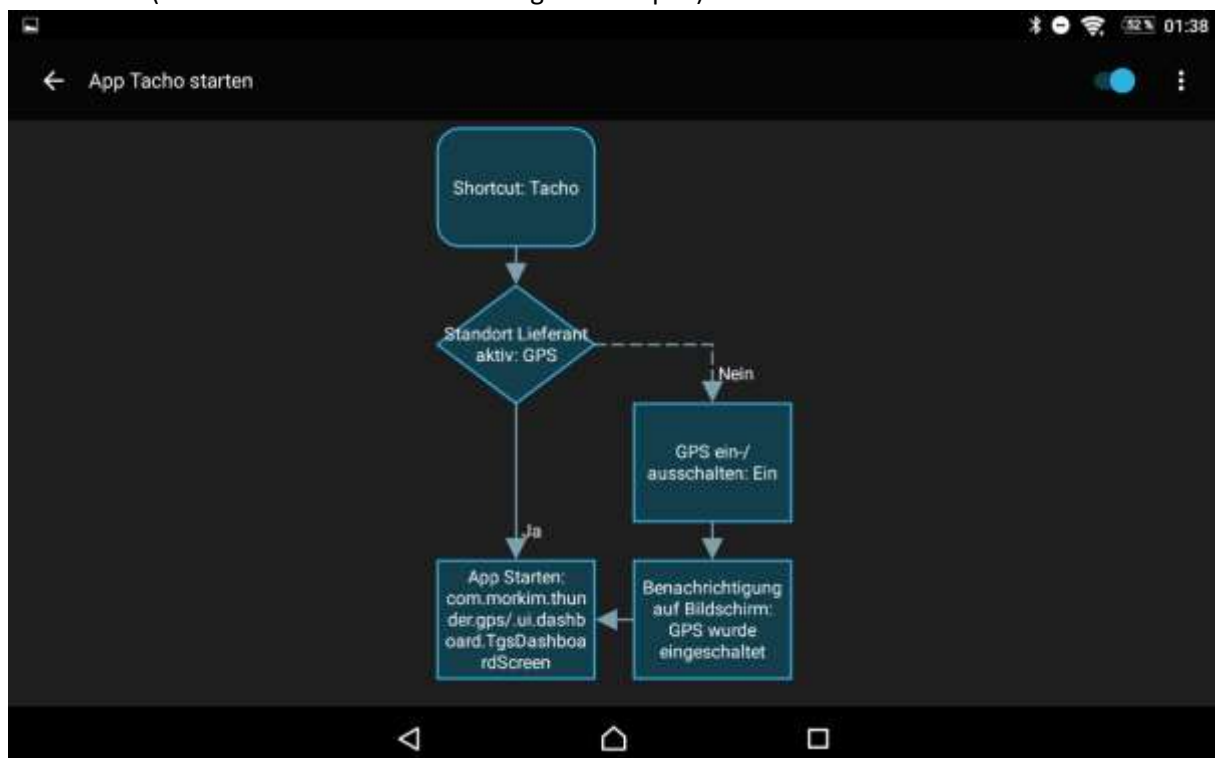 52% 01:38
App Tacho starten
Shortcut: Tacho
Standort Lieferant
aktiv: GPS
Nein
GPS ein-/
ausschalten: Ein
Ja
App Starten:
com.morkim.thun
der.gps/.ui.dashb
oard.TgsDashboa
rdScreen
Benachrichtigung
auf Bildschirm:
GPS wurde
eingeschaltet